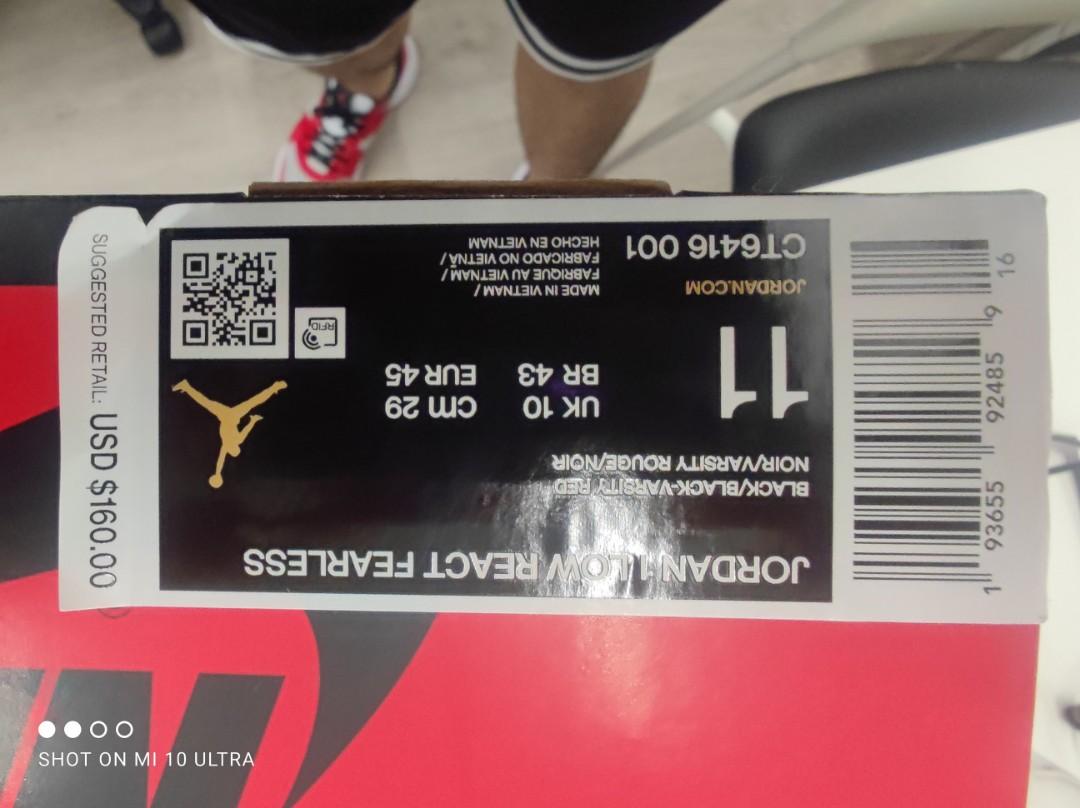 JORDAN 1 LOW REACT FEARLESS
BLACK/BLACK-VARSITY RED
NOIR/VARSITY ROUGE/NOIR
11
UK 10
BR 43
cm 29
EUR 45
JORDAN.COM
CT6416 001
MADE IN VIETNAM/
FABRIQUE AU VIETNAM/
FABRICADO NO VIETNÃ/
HECHO EN VIETNAM
RFID
SUGGESTED RETAIL: USD $160.00
1 93655 92485 9 16
SHOT ON MI 10 ULTRA